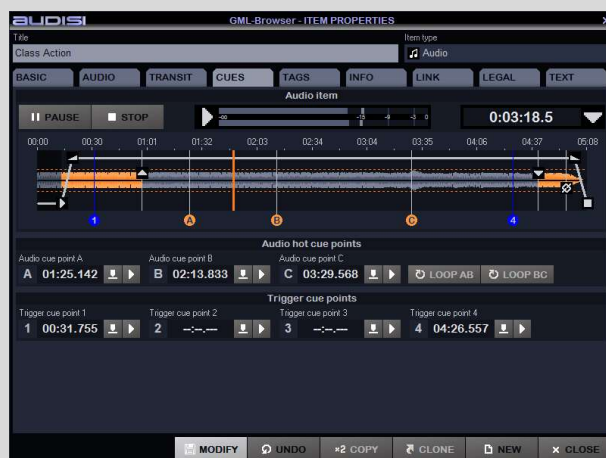 AUDISI GML-Browser - ITEM PROPERTIES ×
Title Item type
Class Action Audio
BASIC AUDIO TRANSIT CUES TAGS INFO LINK LEGAL TEXT
Audio item
PAUSE STOP -oo -15 -9 -3 0 0:03:18.5
00:00 00:30 01:01 01:32 02:03 02:34 03:04 03:35 04:06 04:37 05:08
1 A B C 4
Audio hot cue points
Audio cue point A Audio cue point B Audio cue point C
A 01:25.142 B 02:13.833 C 03:29.568 LOOP AB LOOP BC
Trigger cue points
Trigger cue point 1 Trigger cue point 2 Trigger cue point 3 Trigger cue point 4
1 00:31.755 2 --:--.--- 3 --:--.--- 4 04:26.557
MODIFY UNDO ×2 COPY CLONE NEW × CLOSE